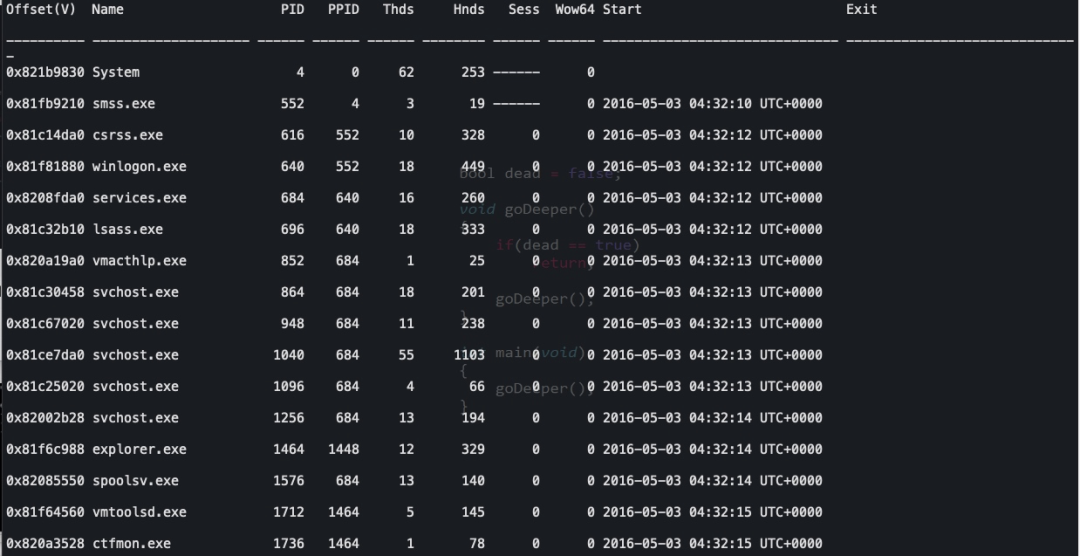 Offset(V) Name PID PPID Thds Hnds Sess Wow64 Start Exit
---------- -------------------- ------ ------ ------ -------- ------ ------ ------------------------------ -----------------------------
-
0x821b9830 System 4 0 62 253 ------ 0
0x81fb9210 smss.exe 552 4 3 19 ------ 0 2016-05-03 04:32:10 UTC+0000
0x81c14da0 csrss.exe 616 552 10 328 0 0 2016-05-03 04:32:12 UTC+0000
0x81f81880 winlogon.exe 640 552 18 449 0 0 2016-05-03 04:32:12 UTC+0000
bool dead = false;
0x8208fda0 services.exe 684 640 16 260 0 0 2016-05-03 04:32:12 UTC+0000
void goDeeper()
{
0x81c32b10 lsass.exe 696 640 18 333 0 0 2016-05-03 04:32:12 UTC+0000
if(dead == true)
0x820a19a0 vmacthlp.exe 852 684 1 25 0 0 2016-05-03 04:32:13 UTC+0000
return;
0x81c30458 svchost.exe 864 684 18 201 0 0 2016-05-03 04:32:13 UTC+0000
goDeeper();
}
0x81c67020 svchost.exe 948 684 11 238 0 0 2016-05-03 04:32:13 UTC+0000
0x81ce7da0 svchost.exe 1040 684 55 1103 0 0 2016-05-03 04:32:13 UTC+0000
main(void)
{
0x81c25020 svchost.exe 1096 684 4 66 0 0 2016-05-03 04:32:13 UTC+0000
goDeeper();
}
0x82002b28 svchost.exe 1256 684 13 194 0 0 2016-05-03 04:32:14 UTC+0000
0x81f6c988 explorer.exe 1464 1448 12 329 0 0 2016-05-03 04:32:14 UTC+0000
0x82085550 spoolsv.exe 1576 684 13 140 0 0 2016-05-03 04:32:14 UTC+0000
0x81f64560 vmtoolsd.exe 1712 1464 5 145 0 0 2016-05-03 04:32:15 UTC+0000
0x820a3528 ctfmon.exe 1736 1464 1 78 0 0 2016-05-03 04:32:15 UTC+0000